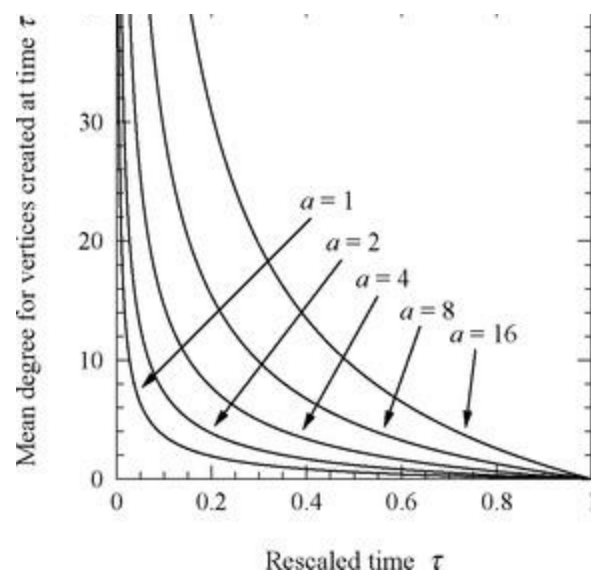 Mean degree for vertices created at time τ
30
20
10
0
a = 1
a = 2
a = 4
a = 8
a = 16
0
0.2
0.4
0.6
0.8
Rescaled time τ